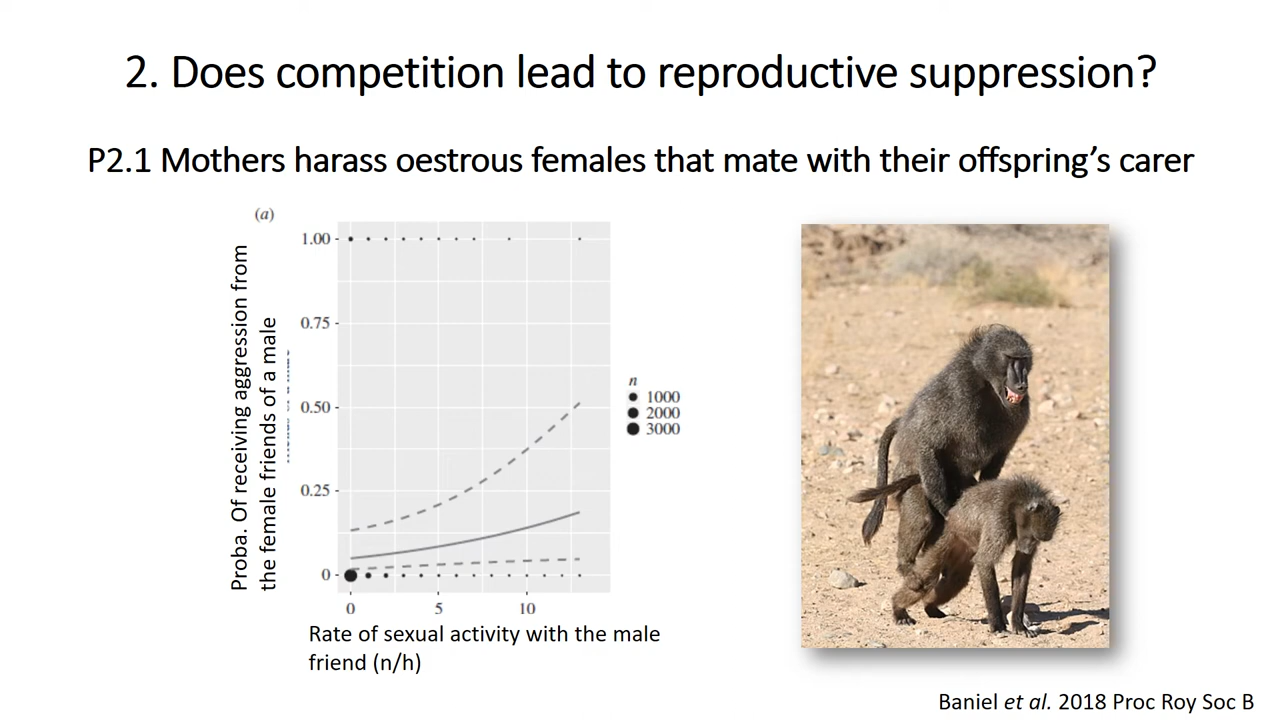 2. Does competition lead to reproductive suppression?
P2.1 Mothers harass oestrous females that mate with their offspring's carer
(a)
Proba. Of receiving aggression from
the female friends of a male
1.00
0.75
0.50
0.25
0
0
5
10
n
1000
2000
3000
Rate of sexual activity with the male
friend (n/h)
Baniel et al. 2018 Proc Roy Soc B